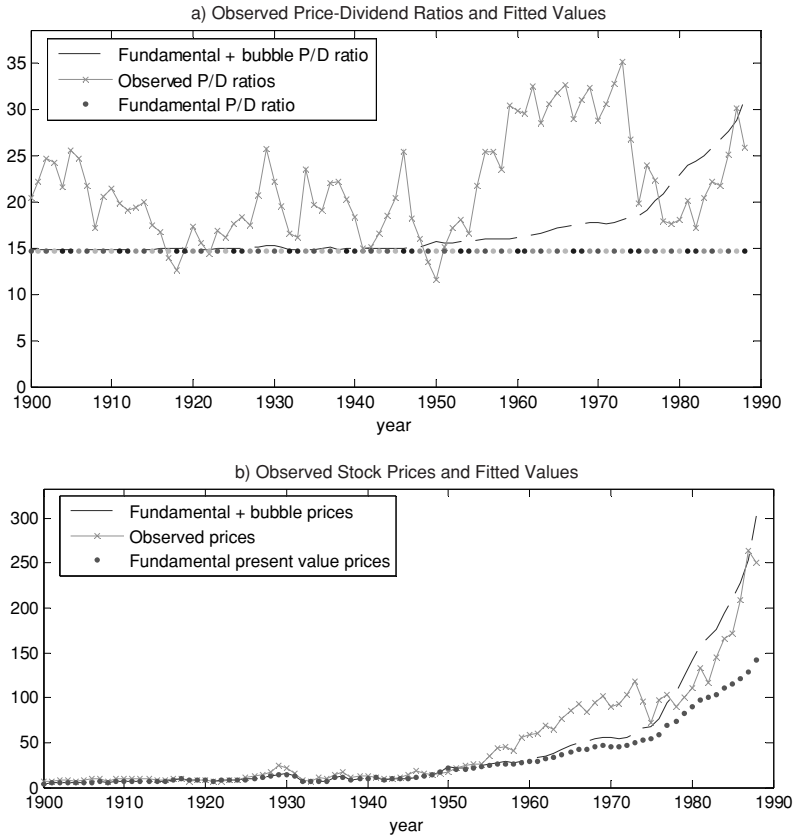 a) Observed Price-Dividend Ratios and Fitted Values
Fundamental + bubble P/D ratio
Observed P/D ratios
Fundamental P/D ratio
35
30
25
20
15
10
5
0
1900 1910 1920 1930 1940 1950 1960 1970 1980 1990
year
b) Observed Stock Prices and Fitted Values
Fundamental + bubble prices
Observed prices
Fundamental present value prices
300
250
200
150
100
50
0
1900 1910 1920 1930 1940 1950 1960 1970 1980 1990
year